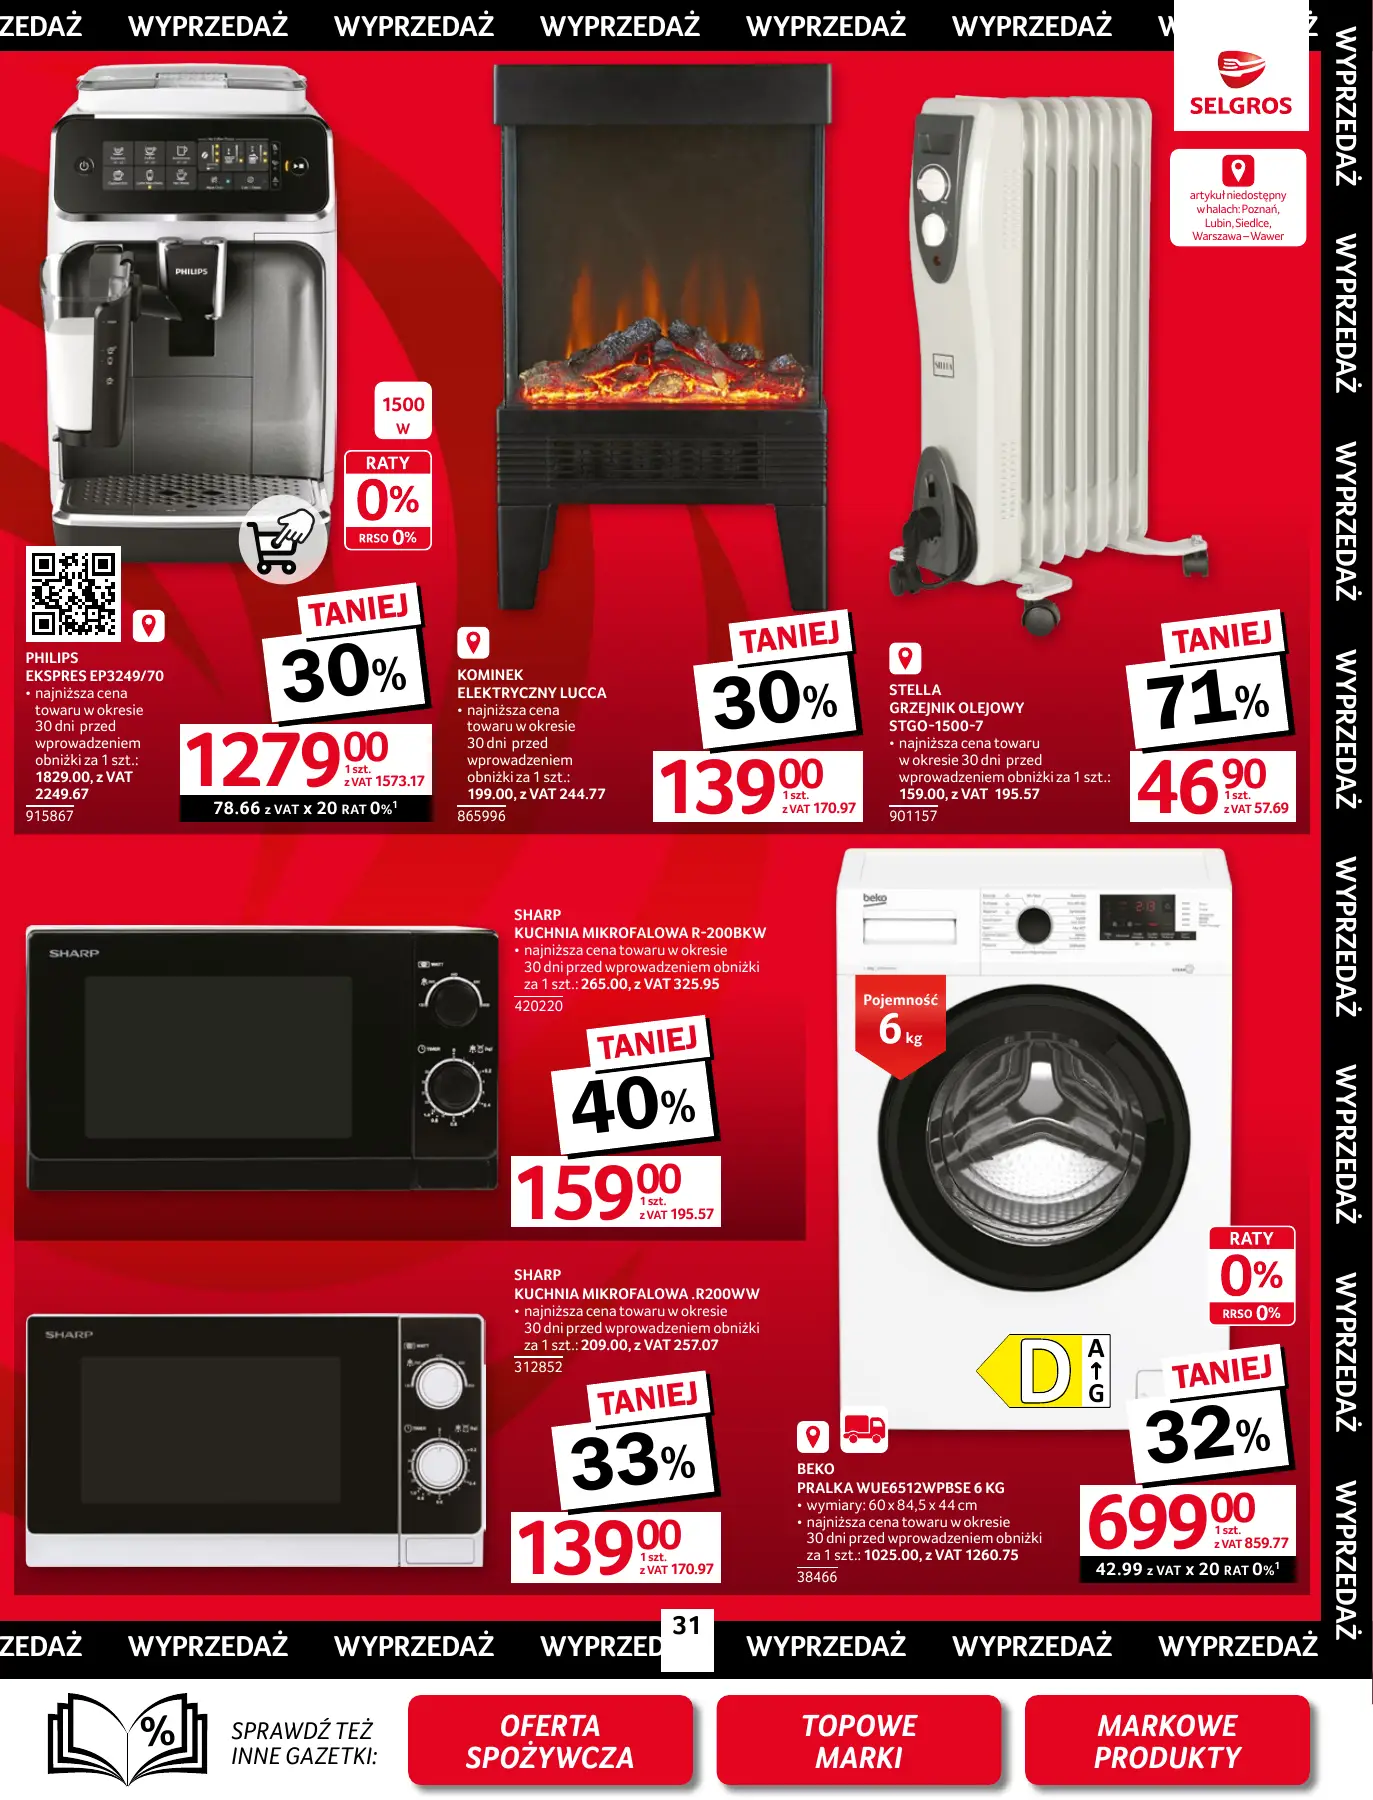 ZEDAŻ WYPRZEDAŻ WYPRZEDAŻ WYPRZEDAŻ WYPRZEDAŻ WYPRZEDAŻ
SELGROS
artykuł niedostępny
w halach: Poznań,
Lubin, Siedlce,
Warszawa – Wawer
WYPRZEDAŻ WYPRZEDAŻ WYPRZEDAŻ WYPRZEDAŻ WYPRZEDAŻ WYPRZEDAŻ WYPRZEDAŻ WYPRZEDAŻ
PHILIPS
1500
W
RATY
0%
RRSO 0%
PHILIPS
EKSPRES EP3249/70
• najniższa cena
towaru w okresie
30 dni przed
wprowadzeniem
obniżki za 1 szt.:
1829.00, z VAT
2249.67
915867
TANIEJ
30%
1279 00
1 szt.
z VAT 1573.17
78.66 z VAT x 20 RAT 0%¹
KOMINEK
ELEKTRYCZNY LUCCA
• najniższa cena
towaru w okresie
30 dni przed
wprowadzeniem
obniżki za 1 szt.:
199.00, z VAT 244.77
865996
TANIEJ
30%
139 00
1 szt.
z VAT 170.97
STELLA
STELLA
GRZEJNIK OLEJOWY
STGO-1500-7
• najniższa cena towaru
w okresie 30 dni przed
wprowadzeniem obniżki za 1 szt.:
159.00, z VAT 195.57
901157
TANIEJ
71%
46 90
1 szt.
z VAT 57.69
SHARP
SHARP
KUCHNIA MIKROFALOWA R-200BKW
• najniższa cena towaru w okresie
30 dni przed wprowadzeniem obniżki
za 1 szt.: 265.00, z VAT 325.95
420220
TANIEJ
40%
159 00
1 szt.
z VAT 195.57
SHARP
SHARP
KUCHNIA MIKROFALOWA .R200WW
• najniższa cena towaru w okresie
30 dni przed wprowadzeniem obniżki
za 1 szt.: 209.00, z VAT 257.07
312852
TANIEJ
33%
139 00
1 szt.
z VAT 170.97
beko
Pojemność
6 kg
RATY
0%
RRSO 0%
D
A
↑
G
BEKO
PRALKA WUE6512WPBSE 6 KG
• wymiary: 60 x 84,5 x 44 cm
• najniższa cena towaru w okresie
30 dni przed wprowadzeniem obniżki
za 1 szt.: 1025.00, z VAT 1260.75
38466
TANIEJ
32%
699 00
1 szt.
z VAT 859.77
42.99 z VAT x 20 RAT 0%¹
ZEDAŻ WYPRZEDAŻ WYPRZEDAŻ WYPRZED WYPRZEDAŻ WYPRZEDAŻ WYPRZEDAŻ
31
%
SPRAWDŹ TEŻ
INNE GAZETKI:
OFERTA
SPOŻYWCZA
TOPOWE
MARKI
MARKOWE
PRODUKTY